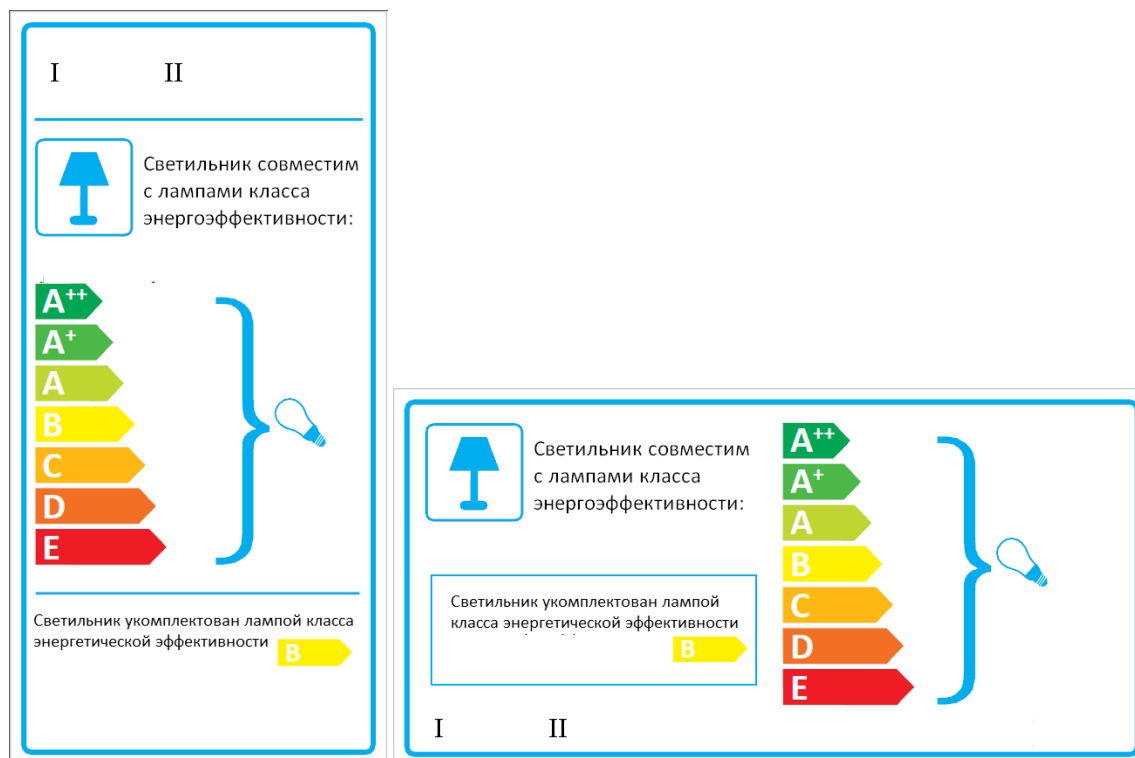 I II
Светильник совместим
с лампами класса
энергоэффективности:
A++
A+
A
B
C
D
E
Светильник укомплектован лампой класса
энергетической эффективности
B
Светильник совместим
с лампами класса
энергоэффективности:
Светильник укомплектован лампой
класса энергетической эффективности
B
I II
A++
A+
A
B
C
D
E